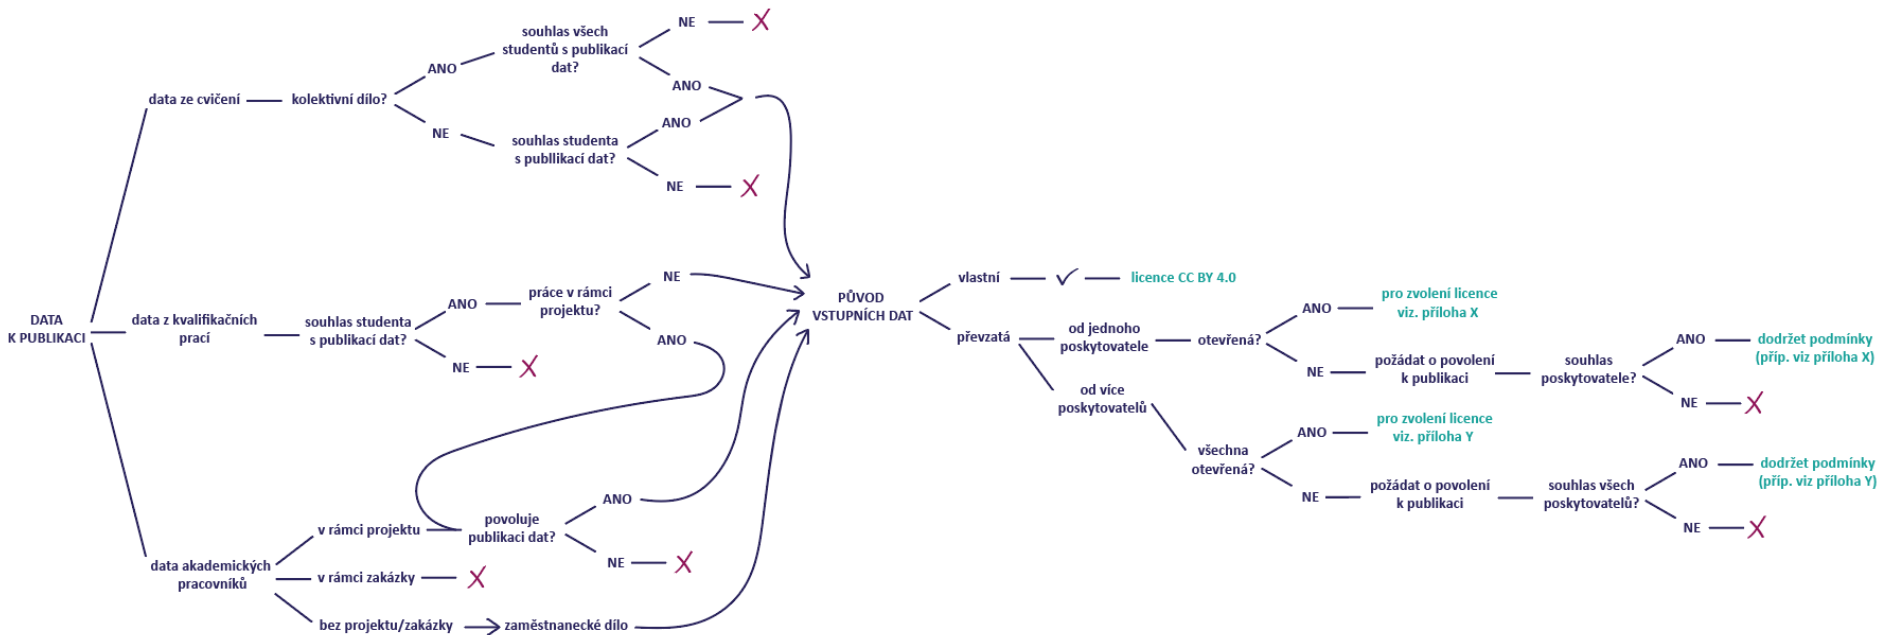 DATA
K PUBLIKACI
data ze cvičení
kolektivní dílo?
ANO
souhlas všech
studentů s publikací
dat?
NE
ANO
NE
souhlas studenta
s publlikací dat?
ANO
NE
data z kvalifikačních
prací
souhlas studenta
s publikací dat?
ANO
práce v rámci
projektu?
NE
ANO
NE
data akademických
pracovníků
v rámci projektu
povoluje
publikaci dat?
ANO
NE
v rámci zakázky
bez projektu/zakázky
zaměstnanecké dílo
PŮVOD
VSTUPNÍCH DAT
vlastní
licence CC BY 4.0
převzatá
od jednoho
poskytovatele
otevřená?
ANO
pro zvolení licence
viz. příloha X
NE
požádat o povolení
k publikaci
souhlas
poskytovatele?
ANO
dodržet podmínky
(příp. viz příloha X)
NE
od více
poskytovatelů
všechna
otevřená?
ANO
pro zvolení licence
viz. příloha Y
NE
požádat o povolení
k publikaci
souhlas všech
poskytovatelů?
ANO
dodržet podmínky
(příp. viz příloha Y)
NE